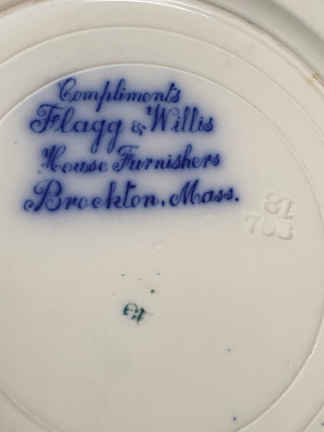 Compliments
Flagg & Willis
House Furnishers
Brockton, Mass.